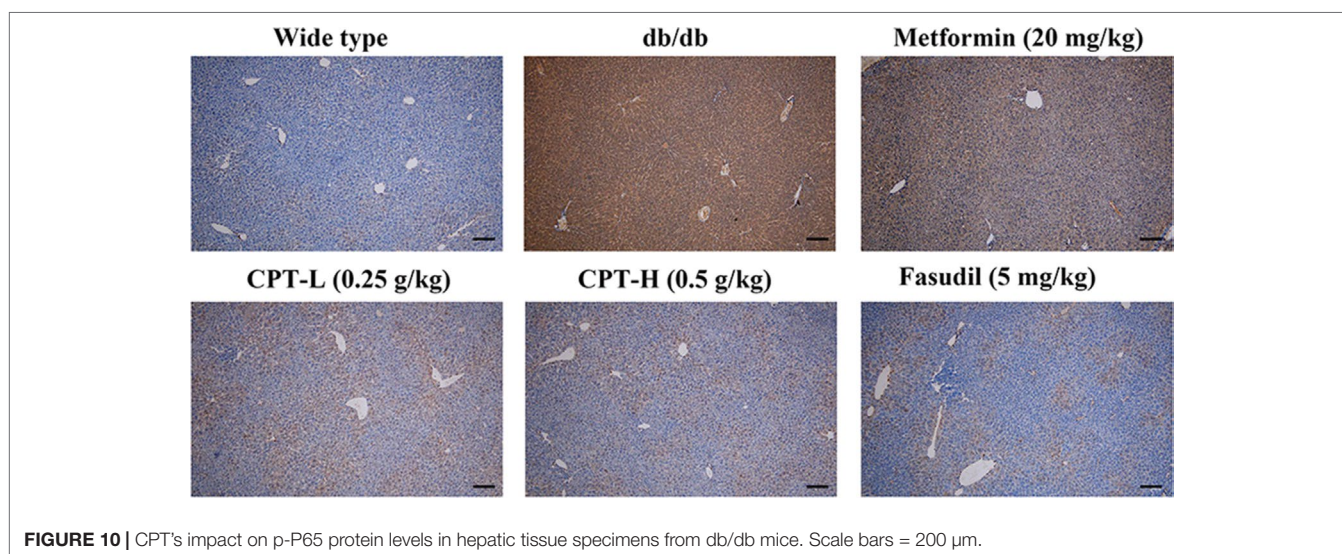 Wide type
db/db
Metformin (20 mg/kg)
CPT-L (0.25 g/kg)
CPT-H (0.5 g/kg)
Fasudil (5 mg/kg)
FIGURE 10 | CPT's impact on p-P65 protein levels in hepatic tissue specimens from db/db mice. Scale bars = 200 µm.